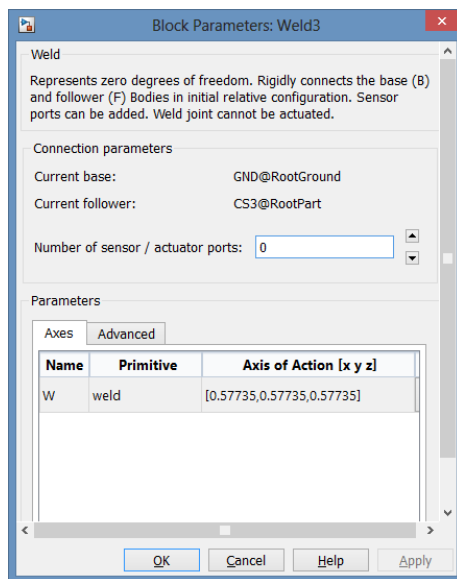 Block Parameters: Weld3
Weld
Represents zero degrees of freedom. Rigidly connects the base (B)
and follower (F) Bodies in initial relative configuration. Sensor
ports can be added. Weld joint cannot be actuated.
Connection parameters
Current base: GND@RootGround
Current follower: CS3@RootPart
Number of sensor / actuator ports: 0
Parameters
Axes Advanced
Name Primitive Axis of Action [x y z]
W weld [0.57735,0.57735,0.57735]
OK Cancel Help Apply